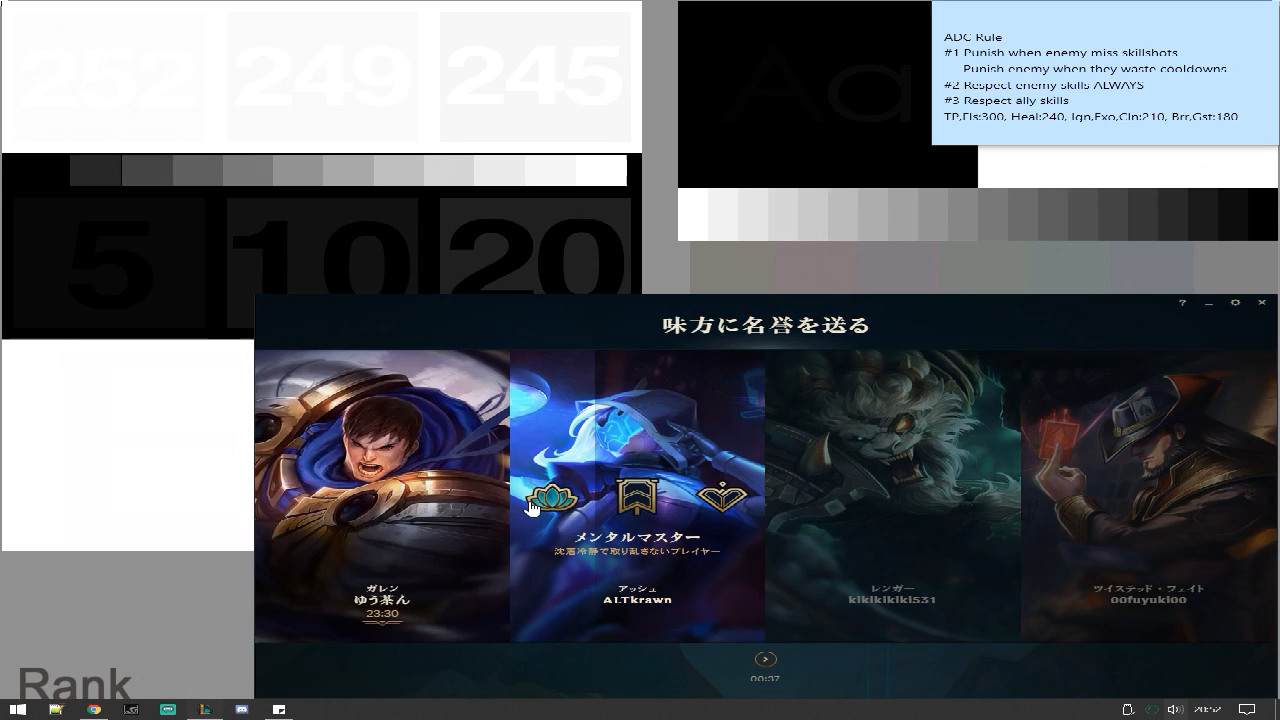 252 249 245
Aa
ADC Rule
#1 Punish when enemy miss skillshots
Punish enemy when they waste cooldowns
#2 Respect enemy skills ALWAYS
#3 Respect ally skills
TP,Fls:300, Heal:240, Ign,Exo,Cln:210, Brr,Gst:180
5 10 20
味方に名誉を送る
メンタルマスター
沈着冷静で取り乱さないプレイヤー
ガレン
ゆう茶ん
23:30
アッシュ
ALTkrawn
レンガー
kikikikiki531
ツイステッド・フェイト
00fuyuki00
00:37
Rank
20:52